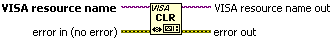 VISA resource name
VISA
CLR
VISA resource name out
error in (no error)
error out